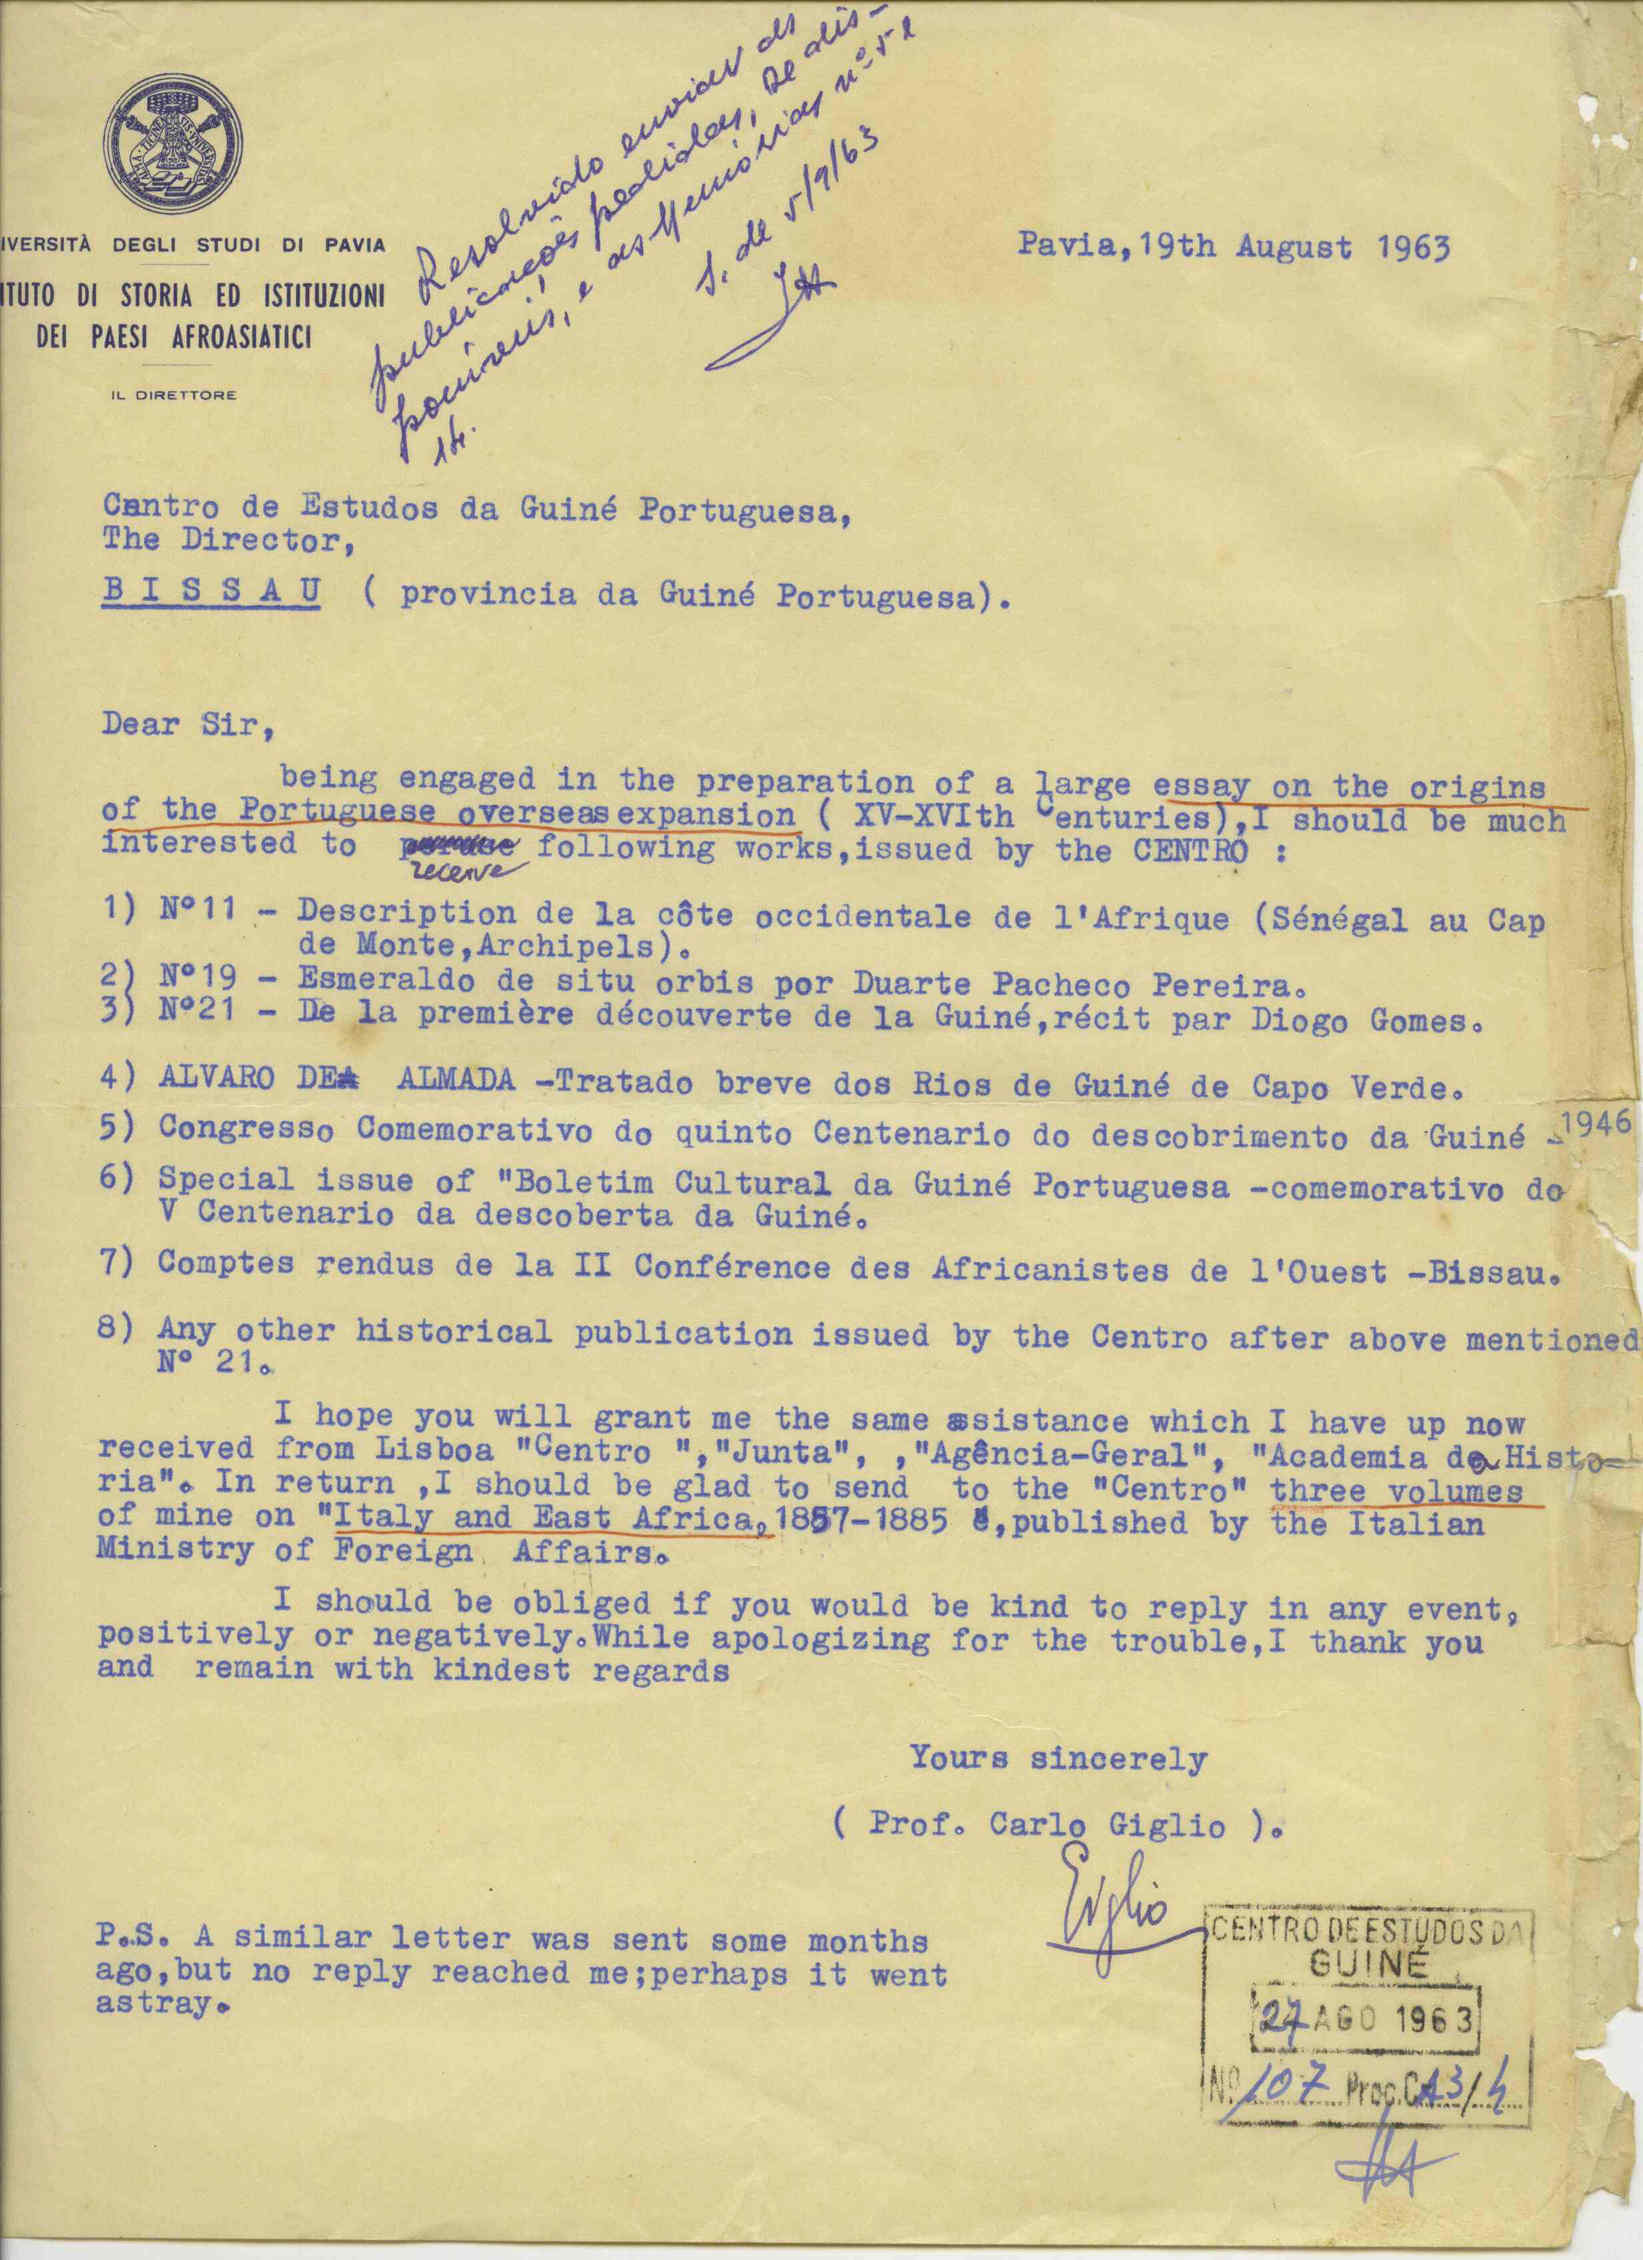 IVERSITÀ DEGLI STUDI DI PAVIA
ITUTO DI STORIA ED ISTITUZIONI
DEI PAESI AFROASIATICI
IL DIRETTORE
Resolvido enviar as
publicações pedidas, se dis-
poníveis, e as Memórias nº 5 e
14.
S. de 5/9/63
Pavia,19th August 1963
Centro de Estudos da Guiné Portuguesa,
The Director,
B I S S A U ( provincia da Guiné Portuguesa).
Dear Sir,
being engaged in the preparation of a large essay on the origins
of the Portuguese overseas expansion ( XV-XVIth Centuries),I should be much
interested to following works,issued by the CENTRO :
receive
1) Nº11 - Description de la côte occidentale de l'Afrique (Sénégal au Cap
de Monte,Archipels).
2) Nº19 - Esmeraldo de situ orbis por Duarte Pacheco Pereira.
3) Nº21 - De la première découverte de la Guiné,récit par Diogo Gomes.
4) ALVARO DE ALMADA -Tratado breve dos Rios de Guiné de Capo Verde.
5) Congresso Comemorativo do quinto Centenario do descobrimento da Guiné -1946
6) Special issue of "Boletim Cultural da Guiné Portuguesa -comemorativo do
V Centenario da descoberta da Guiné.
7) Comptes rendus de la II Conférence des Africanistes de l'Ouest -Bissau.
8) Any other historical publication issued by the Centro after above mentioned
Nº 21.
I hope you will grant me the same assistance which I have up now
received from Lisboa "Centro ","Junta", ,"Agência-Geral", "Academia da Histo-
ria". In return ,I should be glad to send to the "Centro" three volumes
of mine on "Italy and East Africa, 1857-1885 ",published by the Italian
Ministry of Foreign Affairs.
I should be obliged if you would be kind to reply in any event,
positively or negatively.While apologizing for the trouble,I thank you
and remain with kindest regards
Yours sincerely
( Prof. Carlo Giglio ).
Giglio
P.S. A similar letter was sent some months
ago,but no reply reached me;perhaps it went
astray.
CENTRO DE ESTUDOS DA
GUINÉ
27 AGO 1963
Nº 107 Proc. CA3/4